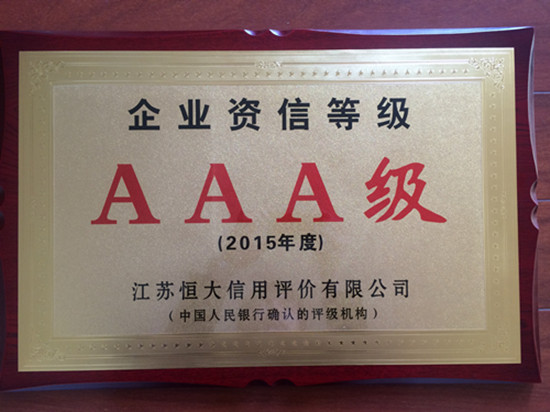 企业资信等级
AAA级
(2015年度)
江苏恒大信用评价有限公司
(中国人民银行确认的评级机构)